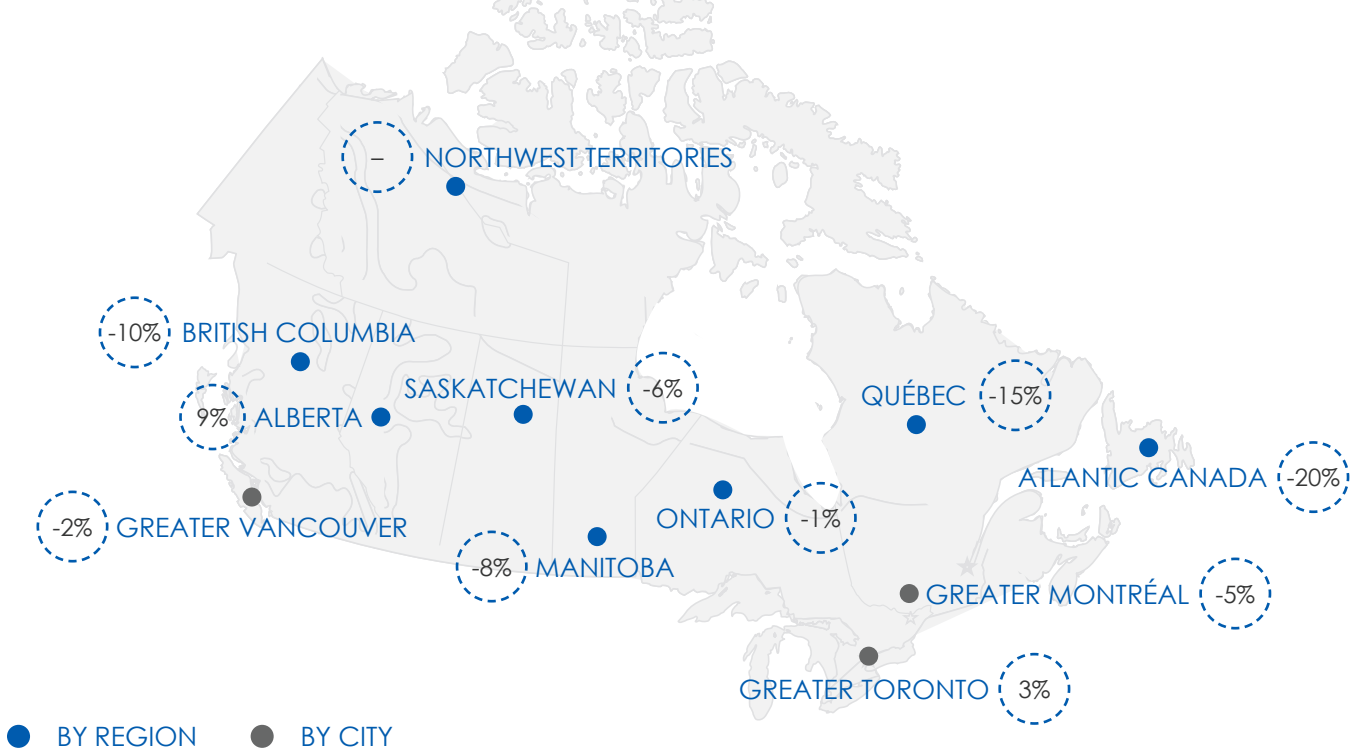 – NORTHWEST TERRITORIES
-10% BRITISH COLUMBIA
SASKATCHEWAN -6%
QUÉBEC -15%
9% ALBERTA
ATLANTIC CANADA -20%
ONTARIO -1%
-2% GREATER VANCOUVER
-8% MANITOBA
GREATER MONTRÉAL -5%
GREATER TORONTO 3%
BY REGION BY CITY